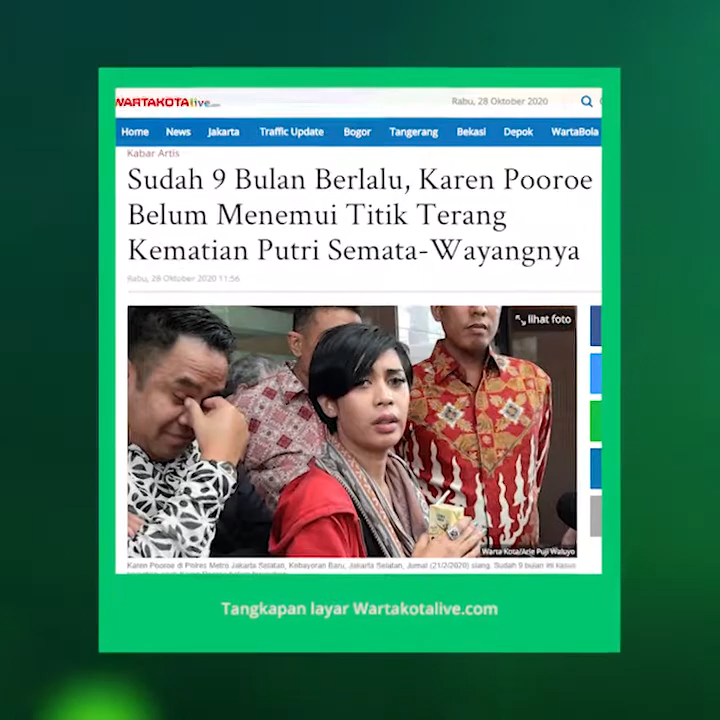 WARTAKOTAlive.com
Rabu, 28 Oktober 2020
Home News Jakarta Traffic Update Bogor Tangerang Bekasi Depok WartaBola
Kabar Artis
Sudah 9 Bulan Berlalu, Karen Pooroe
Belum Menemui Titik Terang
Kematian Putri Semata-Wayangnya
Rabu, 28 Oktober 2020 11:56
lihat foto
Warta Kota/Arie Puji Waluyo
Karen Pooroe di Polres Metro Jakarta Selatan, Kebayoran Baru, Jakarta Selatan, Jumat (21/2/2020) siang. Sudah 9 bulan ini kasus
Tangkapan layar Wartakotalive.com